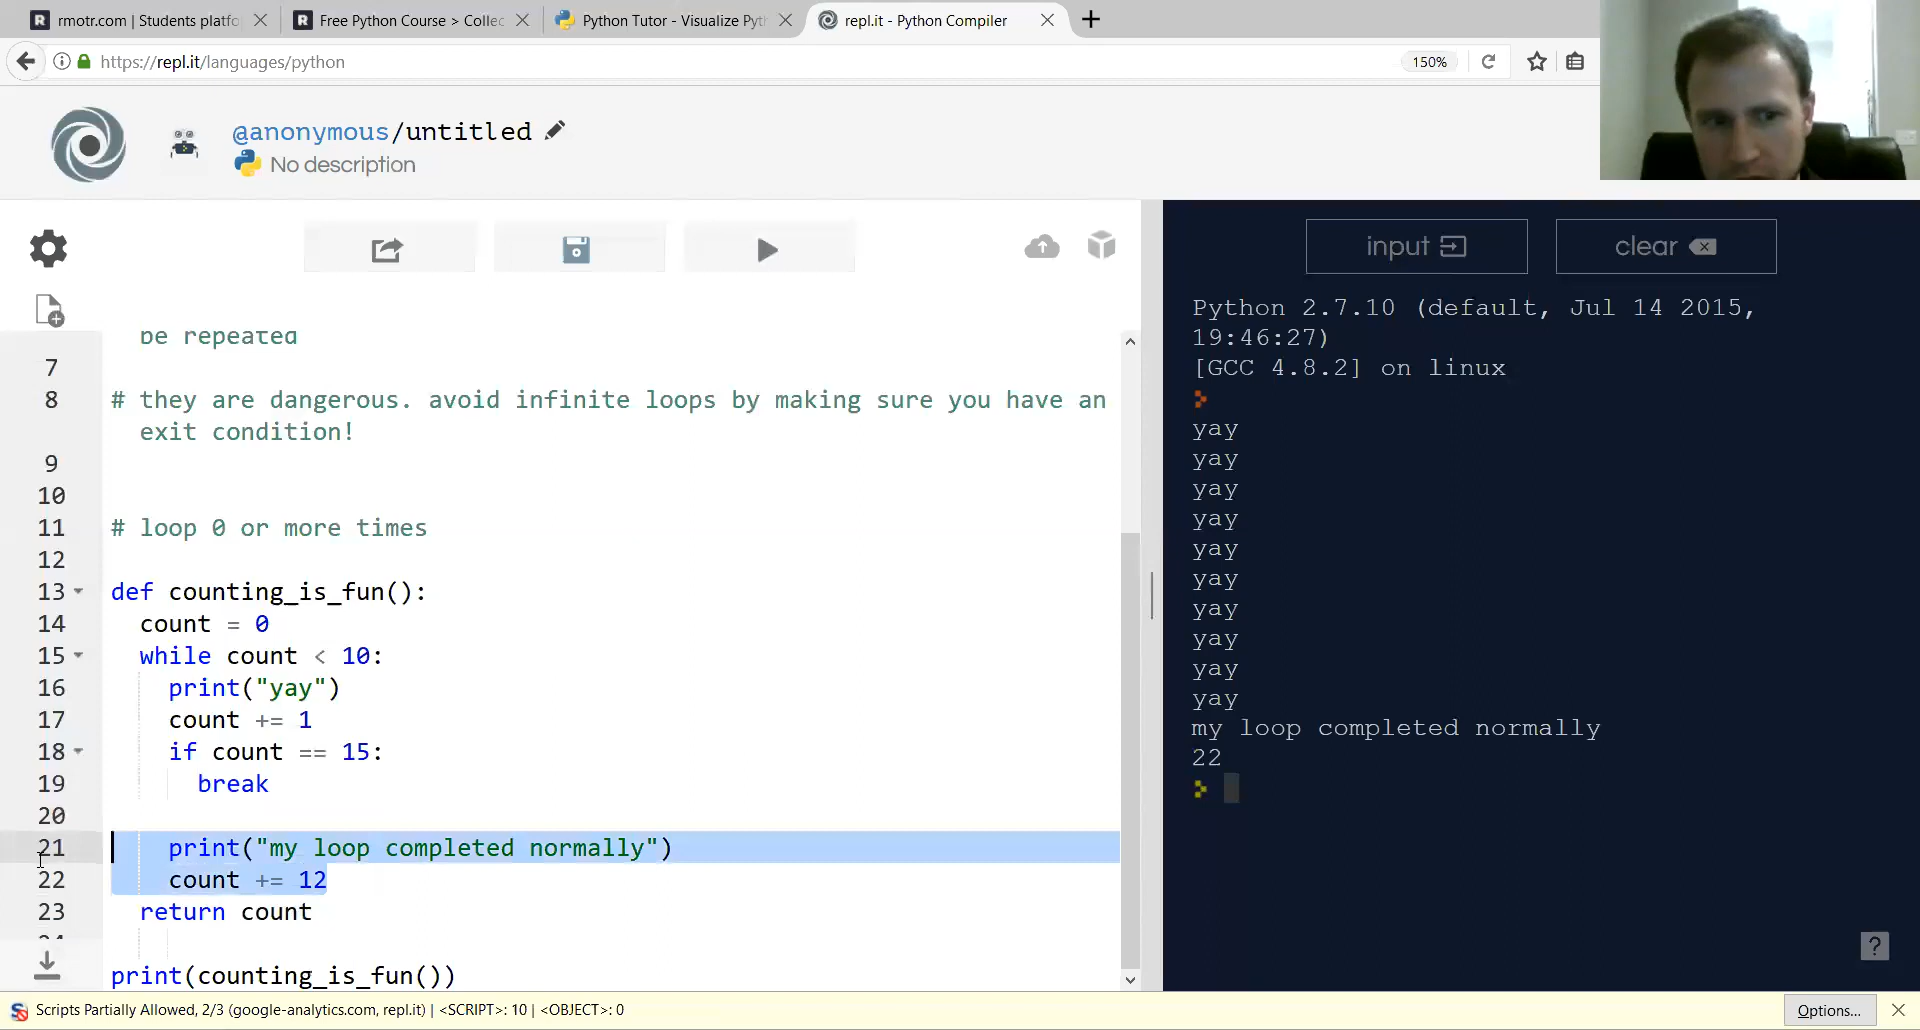 rmotr.com | Students platfo
Free Python Course > Collec
Python Tutor - Visualize Pyt
repl.it - Python Compiler
https://repl.it/languages/python
150%
@anonymous/untitled
No description
input
clear
be repeated
7
8 # they are dangerous. avoid infinite loops by making sure you have an
exit condition!
9
10
11 # loop 0 or more times
12
13 def counting_is_fun():
14 count = 0
15 while count < 10:
16 print("yay")
17 count += 1
18 if count == 15:
19 break
20
21 print("my loop completed normally")
22 count += 12
23 return count
24
print(counting_is_fun())
Python 2.7.10 (default, Jul 14 2015,
19:46:27)
[GCC 4.8.2] on linux
yay
yay
yay
yay
yay
yay
yay
yay
yay
yay
my loop completed normally
22
?
Scripts Partially Allowed, 2/3 (google-analytics.com, repl.it) | <SCRIPT>: 10 | <OBJECT>: 0
Options...